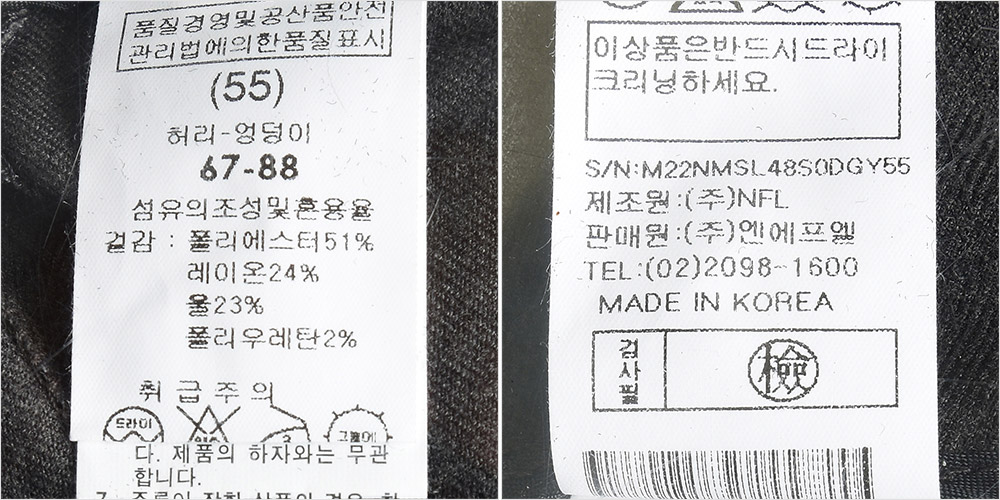 품질경영및공산품안전
관리법에의한품질표시
(55)
허리-엉덩이
67-88
섬유의조성및혼용율
겉감 : 폴리에스터51%
레이온24%
울23%
폴리우레탄2%
취급주의
드라이
다. 제품의 하자와는 무관
합니다.
이상품은반드시드라이
크리닝하세요.
S/N:M22NMSL48S0DGY55
제조원:(주)NFL
판매원:(주)엔에프엘
TEL:(02)2098-1600
MADE IN KOREA
검사필
檢